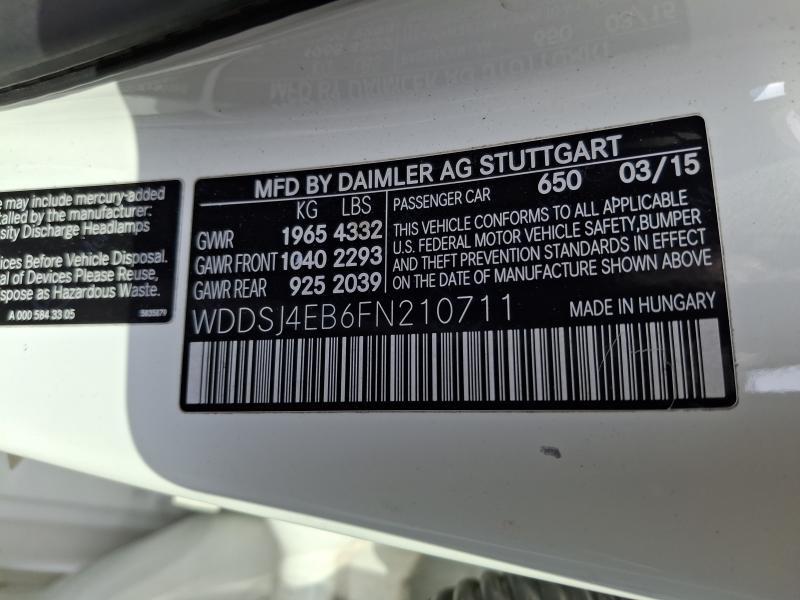 e may include mercury-added
talled by the manufacturer:
sity Discharge Headlamps
ices Before Vehicle Disposal.
al of Devices Please Reuse,
spose as Hazardous Waste.
A 000 584 33 05
MFD BY DAIMLER AG STUTTGART
KG LBS
GVWR 1965 4332
GAWR FRONT 1040 2293
GAWR REAR 925 2039
PASSENGER CAR 650 03/15
THIS VEHICLE CONFORMS TO ALL APPLICABLE
U.S. FEDERAL MOTOR VEHICLE SAFETY, BUMPER
AND THEFT PREVENTION STANDARDS IN EFFECT
ON THE DATE OF MANUFACTURE SHOWN ABOVE
WDDSJ4EB6FN210711 MADE IN HUNGARY